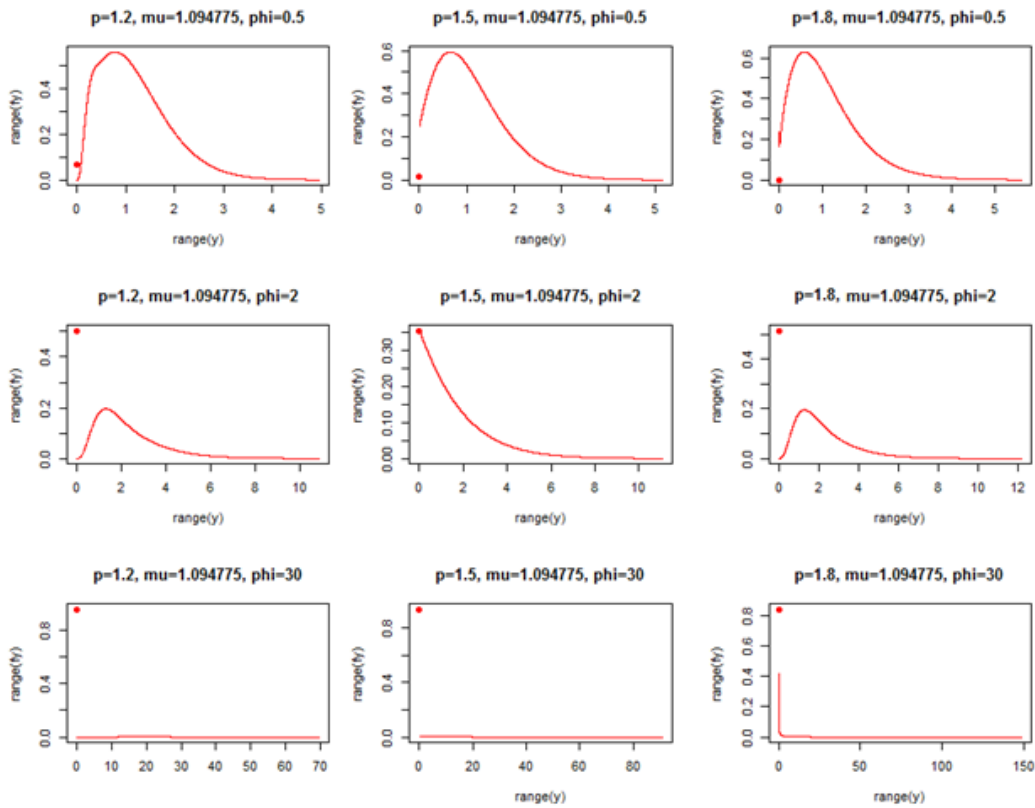 p=1.2, mu=1.094775, phi=0.5
range(fy)
0.0 0.2 0.4
0 1 2 3 4 5
range(y)
p=1.5, mu=1.094775, phi=0.5
range(fy)
0.0 0.2 0.4 0.6
0 1 2 3 4 5
range(y)
p=1.8, mu=1.094775, phi=0.5
range(fy)
0.0 0.2 0.4 0.6
0 1 2 3 4 5
range(y)
p=1.2, mu=1.094775, phi=2
range(fy)
0.0 0.2 0.4
0 2 4 6 8 10
range(y)
p=1.5, mu=1.094775, phi=2
range(fy)
0.00 0.10 0.20 0.30
0 2 4 6 8 10
range(y)
p=1.8, mu=1.094775, phi=2
range(fy)
0.0 0.2 0.4
0 2 4 6 8 10 12
range(y)
p=1.2, mu=1.094775, phi=30
range(fy)
0.0 0.4 0.8
0 10 20 30 40 50 60 70
range(y)
p=1.5, mu=1.094775, phi=30
range(fy)
0.0 0.4 0.8
0 20 40 60 80
range(y)
p=1.8, mu=1.094775, phi=30
range(fy)
0.0 0.2 0.4 0.6 0.8
0 50 100 150
range(y)